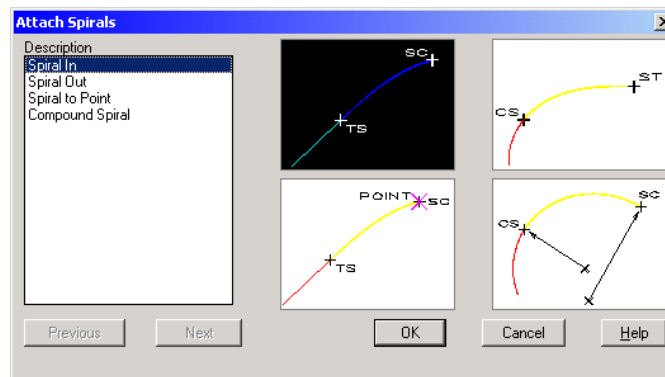 Attach Spirals
Description
Spiral In
Spiral Out
Spiral to Point
Compound Spiral
SC
TS
ST
CS
POINT SC
TS
SC
CS
Previous Next OK Cancel Help